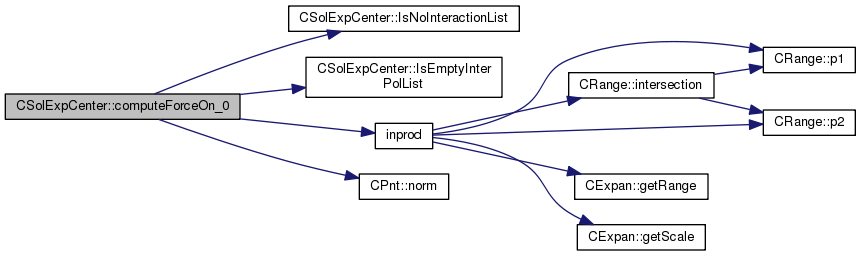 CSolExpCenter::IsNoInteractionList
CSolExpCenter::IsEmptyInter
PolList
CSolExpCenter::computeForceOn_0
inprod
CPnt::norm
CRange::intersection
CExpan::getRange
CExpan::getScale
CRange::p1
CRange::p2